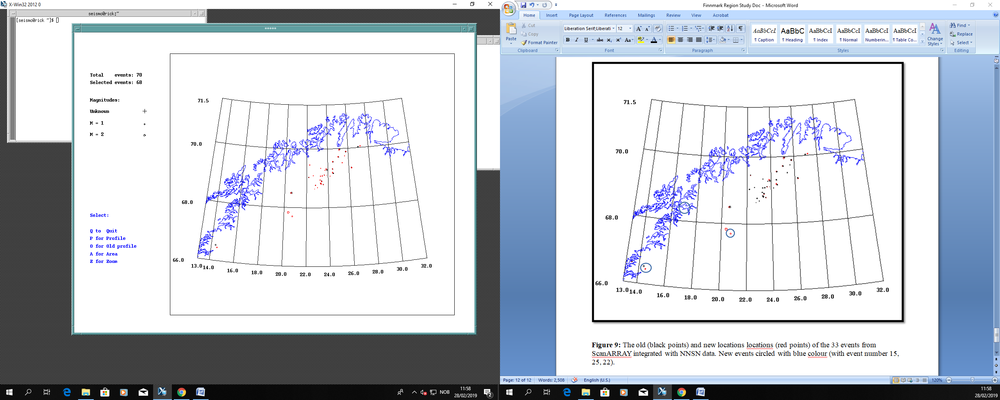 X-Win32 2012 0
seismo@rick:~
[seismo@rick ~]$
*****
Total events: 70
Selected events: 68
Magnitudes:
Unknown
M = 1
M = 2
Select:
Q to Quit
P for Profile
O for Old profile
A for Area
Z for Zoom
71.5
70.0
68.0
66.0
13.0 14.0 16.0 18.0 20.0 22.0 24.0 26.0 28.0 30.0 32.0
NOB
11:58
28/02/2019
2
Finnmark Region Study Doc - Microsoft Word
Home Insert Page Layout References Mailings Review View Acrobat
Paste
Cut
Copy
Format Painter
Clipboard
Liberation Serif;Liberati 12
B I U abc x₂ x² Aa
Font
Paragraph
AaBbCcI AaBbC AaBbCcI AaBbCcI AaBbCcI AaBbCcI
¶ Caption ¶ Heading ¶ Index ¶ Normal Numberin... ¶ Table Co...
Change Styles
Styles
Find
Replace
Select
Editing
71.5
70.0
68.0
66.0
13.0 14.0 16.0 18.0 20.0 22.0 24.0 26.0 28.0 30.0 32.0
Figure 9: The old (black points) and new locations locations (red points) of the 33 events from
ScanARRAY integrated with NNSN data. New events circled with blue colour (with event number 15,
25, 22).
Page: 12 of 12 Words: 2,508 English (U.S.) 120%
11:58
28/02/2019